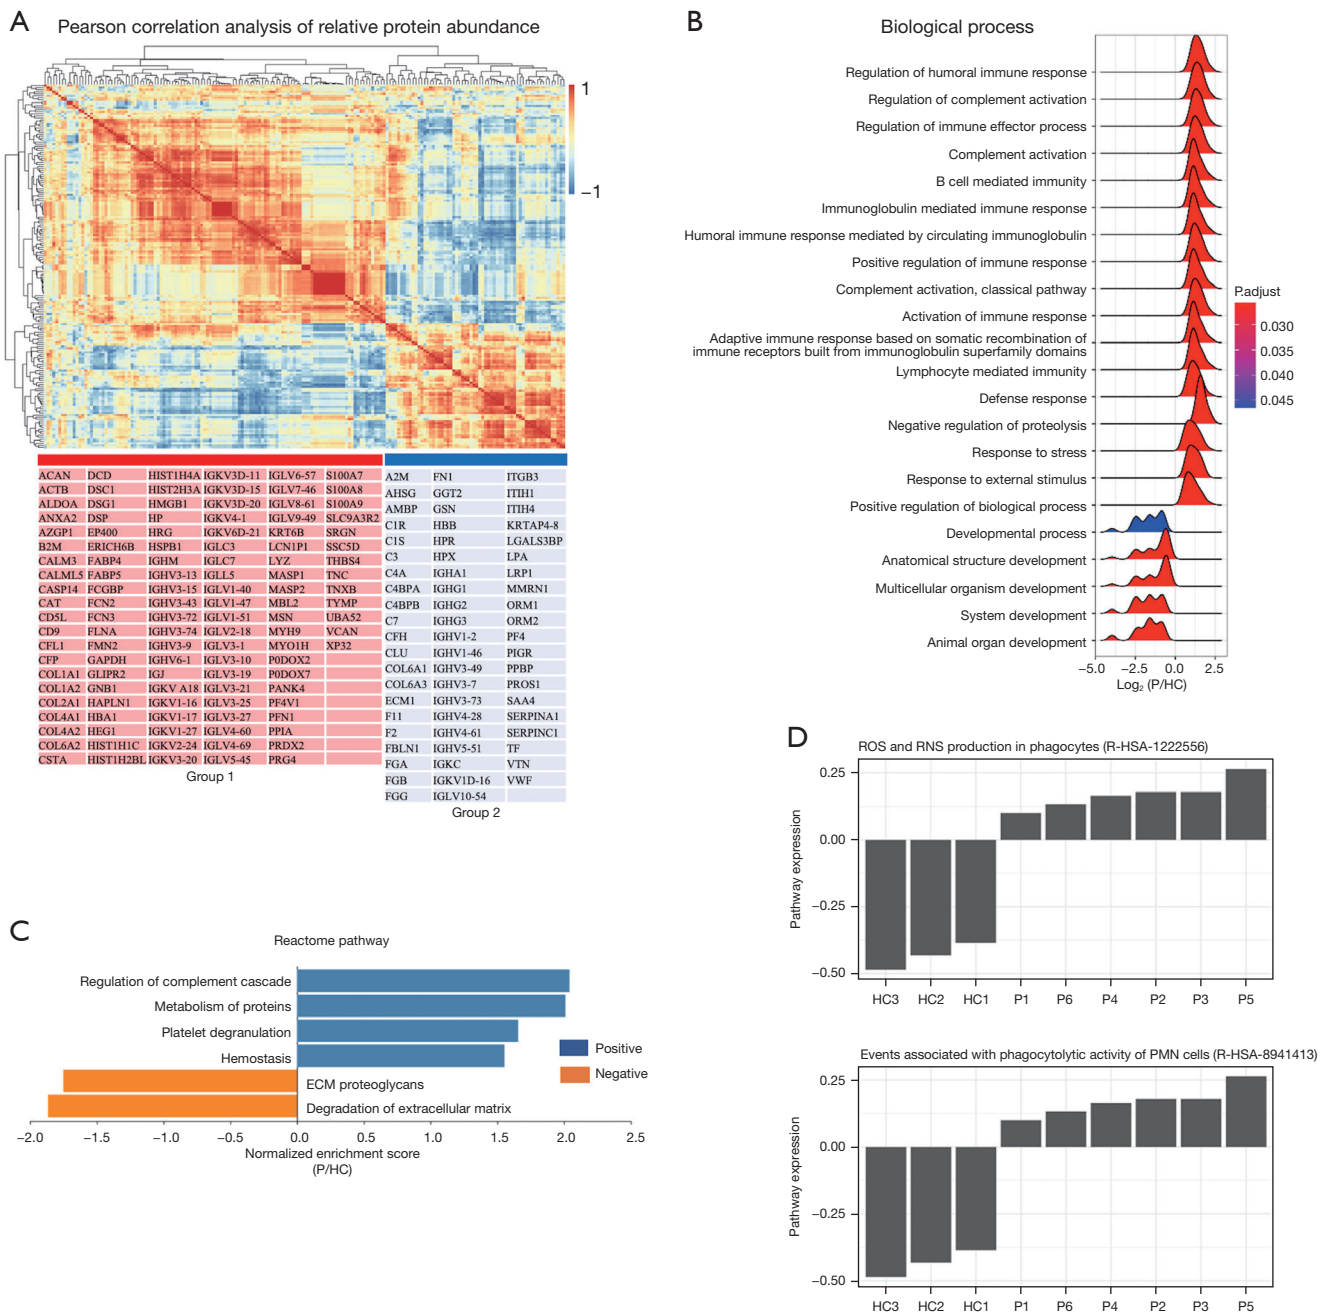 A
Pearson correlation analysis of relative protein abundance
1
−1
ACAN DCD HIST1H4A IGKV3D-11 IGLV6-57 S100A7
ACTB DSC1 HIST2H3A IGKV3D-15 IGLV7-46 S100A8
ALDOA DSG1 HMGB1 IGKV3D-20 IGLV8-61 S100A9
ANXA2 DSP HP IGKV4-1 IGLV9-49 SLC9A3R2
AZGP1 EP400 HRG IGKV6D-21 KRT6B SRGN
B2M ERICH6B HSPB1 IGLC3 LCN1P1 SSC5D
CALM3 FABP4 IGHM IGLC7 LYZ THBS4
CALML5 FABP5 IGHV3-13 IGLL5 MASP1 TNC
CASP14 FCGBP IGHV3-15 IGLV1-40 MASP2 TNXB
CAT FCN2 IGHV3-43 IGLV1-47 MBL2 TYMP
CD5L FCN3 IGHV3-72 IGLV1-51 MSN UBA52
CD9 FLNA IGHV3-74 IGLV2-18 MYH9 VCAN
CFL1 FMN2 IGHV3-9 IGLV3-1 MYO1H XP32
CFP GAPDH IGHV6-1 IGLV3-10 P0DOX2
COL1A1 GLIPR2 IGJ IGLV3-19 P0DOX7
COL1A2 GNB1 IGKV A18 IGLV3-21 PANK4
COL2A1 HAPLN1 IGKV1-16 IGLV3-25 PF4V1
COL4A1 HBA1 IGKV1-17 IGLV3-27 PFN1
COL4A2 HEG1 IGKV1-27 IGLV4-60 PPIA
COL6A2 HIST1H1C IGKV2-24 IGLV4-69 PRDX2
CSTA HIST1H2BL IGKV3-20 IGLV5-45 PRG4
Group 1
A2M FN1 ITGB3
AHSG GGT2 ITIH1
AMBP GSN ITIH4
C1R HBB KRTAP4-8
C1S HPR LGALS3BP
C3 HPX LPA
C4A IGHA1 LRP1
C4BPA IGHG1 MMRN1
C4BPB IGHG2 ORM1
C7 IGHG3 ORM2
CFH IGHV1-2 PF4
CLU IGHV1-46 PIGR
COL6A1 IGHV3-49 PPBP
COL6A3 IGHV3-7 PROS1
ECM1 IGHV3-73 SAA4
F11 IGHV4-28 SERPINA1
F2 IGHV4-61 SERPINC1
FBLN1 IGHV5-51 TF
FGA IGKC VTN
FGB IGKV1D-16 VWF
FGG IGLV10-54
Group 2
B
Biological process
Regulation of humoral immune response
Regulation of complement activation
Regulation of immune effector process
Complement activation
B cell mediated immunity
Immunoglobulin mediated immune response
Humoral immune response mediated by circulating immunoglobulin
Positive regulation of immune response
Complement activation, classical pathway
Activation of immune response
Adaptive immune response based on somatic recombination of
immune receptors built from immunoglobulin superfamily domains
Lymphocyte mediated immunity
Defense response
Negative regulation of proteolysis
Response to stress
Response to external stimulus
Positive regulation of biological process
Developmental process
Anatomical structure development
Multicellular organism development
System development
Animal organ development
−5.0 −2.5 0.0 2.5
Log2 (P/HC)
P.adjust
0.030
0.035
0.040
0.045
C
Reactome pathway
Regulation of complement cascade
Metabolism of proteins
Platelet degranulation
Hemostasis
ECM proteoglycans
Degradation of extracellular matrix
Positive
Negative
−2.0 −1.5 −1.0 −0.5 0.0 0.5 1.0 1.5 2.0 2.5
Normalized enrichment score
(P/HC)
D
ROS and RNS production in phagocytes (R-HSA-1222556)
0.25
0.00
−0.25
−0.50
Pathway expression
HC3 HC2 HC1 P1 P6 P4 P2 P3 P5
Events associated with phagocytolytic activity of PMN cells (R-HSA-8941413)
0.25
0.00
−0.25
−0.50
Pathway expression
HC3 HC2 HC1 P1 P6 P4 P2 P3 P5